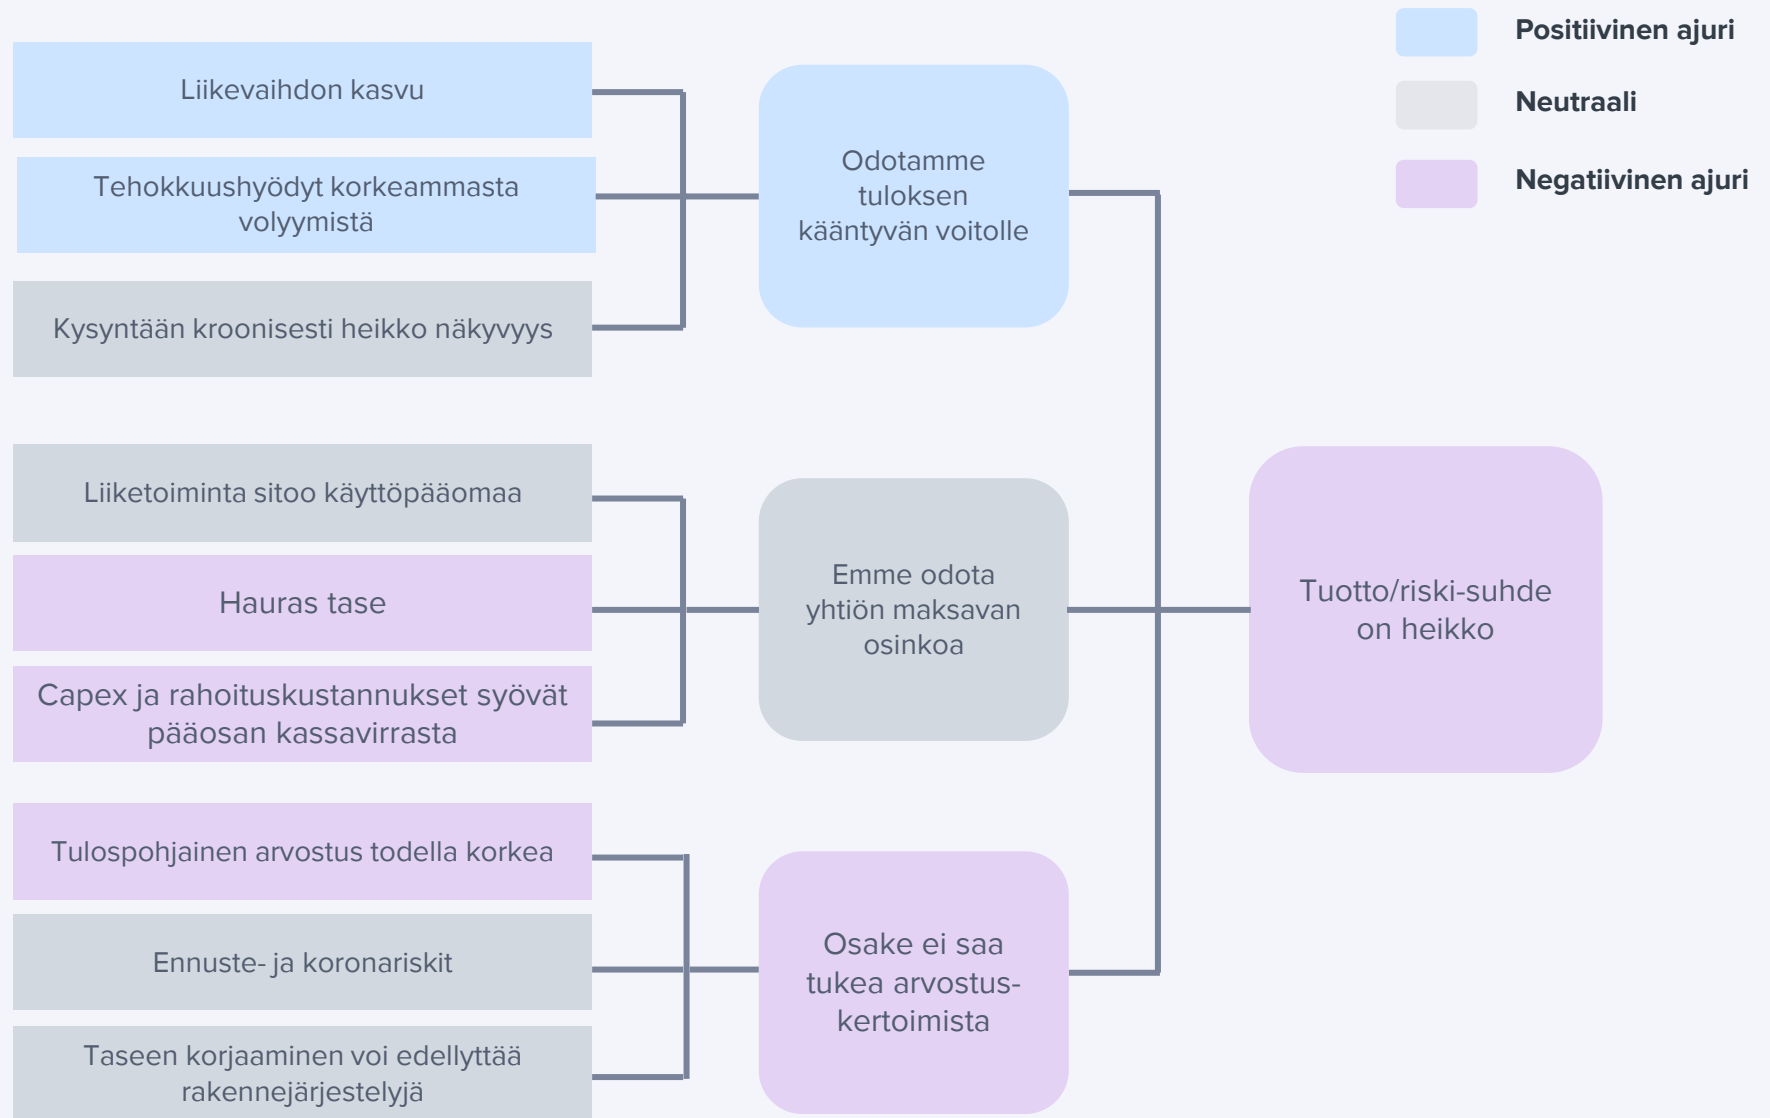 Positiivinen ajuri
Neutraali
Negatiivinen ajuri
Liikevaihdon kasvu
Tehokkuushyödyt korkeammasta
volyymistä
Kysyntään kroonisesti heikko näkyvyys
Odotamme
tuloksen
kääntyvän voitolle
Liiketoiminta sitoo käyttöpääomaa
Hauras tase
Capex ja rahoituskustannukset syövät
pääosan kassavirrasta
Emme odota
yhtiön maksavan
osinkoa
Tulospohjainen arvostus todella korkea
Ennuste- ja koronariskit
Taseen korjaaminen voi edellyttää
rakennejärjestelyjä
Osake ei saa
tukea arvostus-
kertoimista
Tuotto/riski-suhde
on heikko